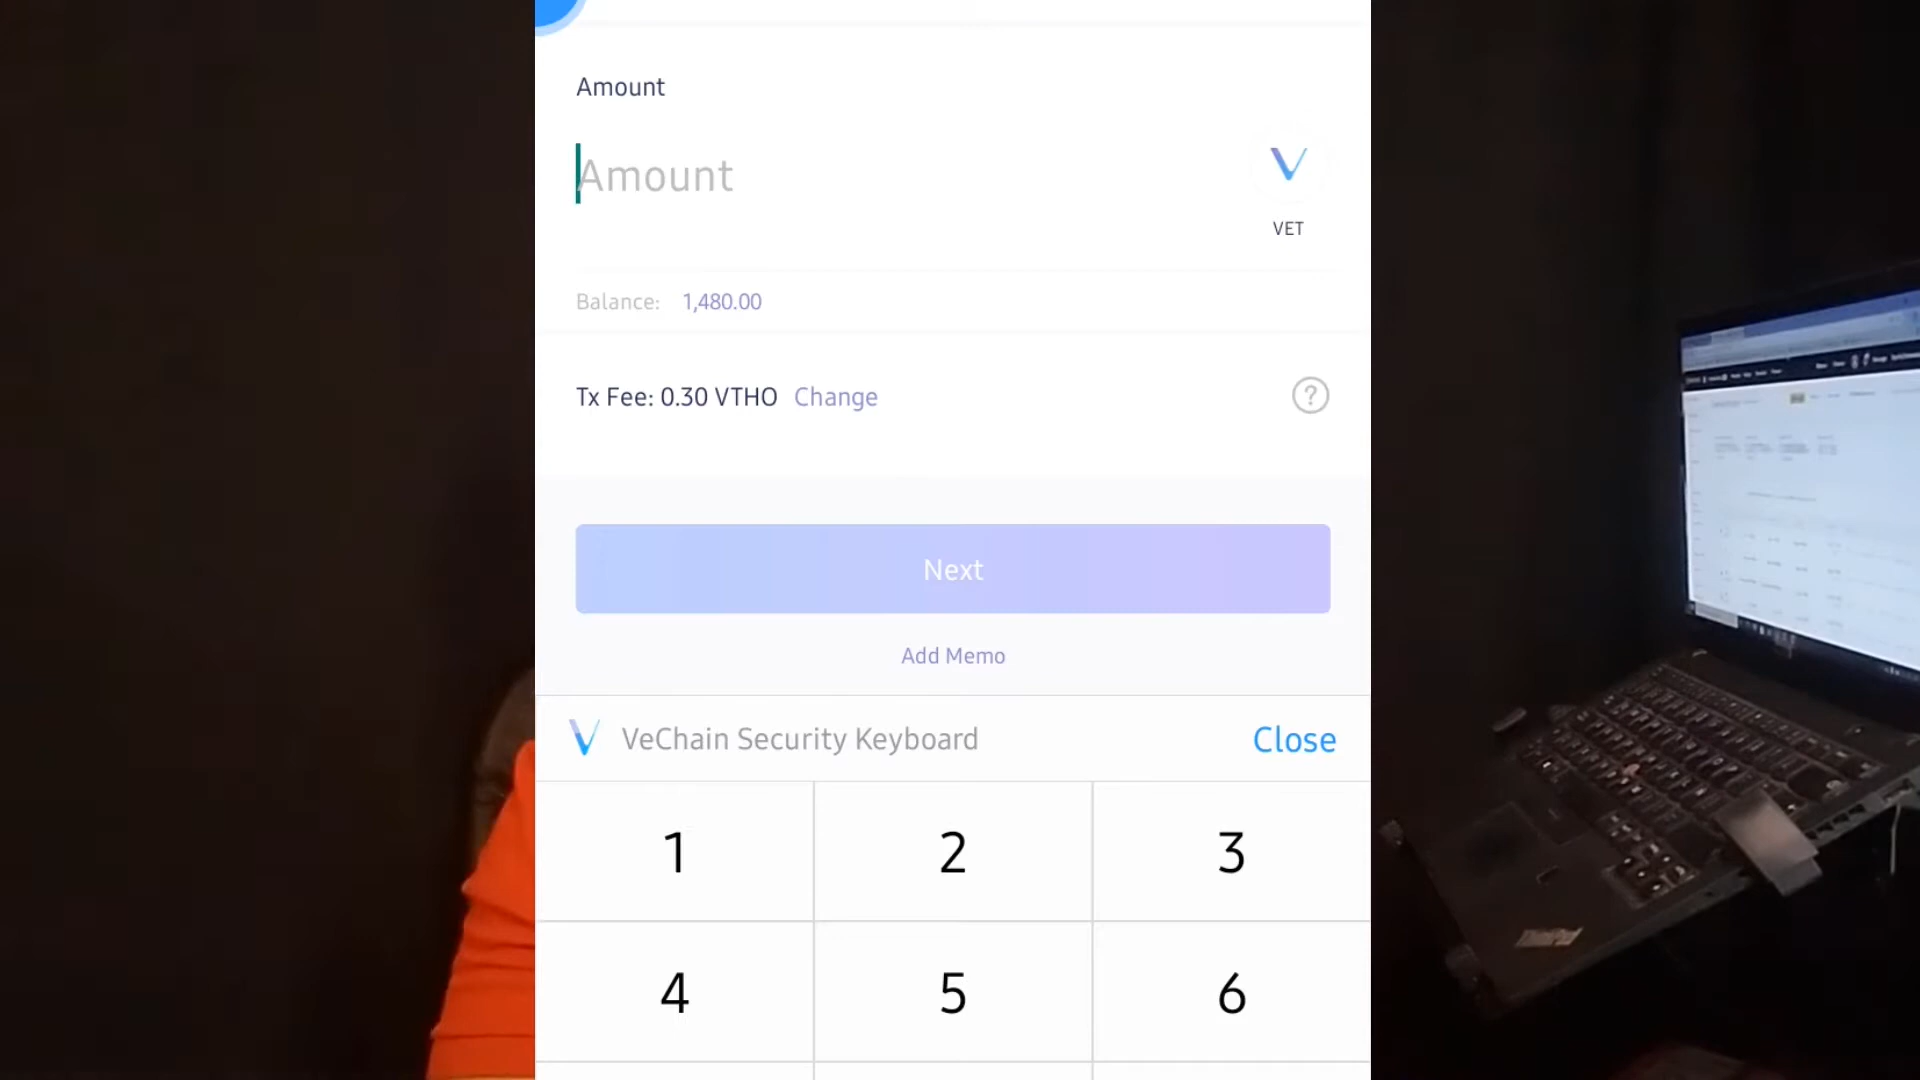 Amount
Amount
VET
Balance: 1,480.00
Tx Fee: 0.30 VTHO Change
?
Next
Add Memo
VeChain Security Keyboard
Close
1 2 3
4 5 6